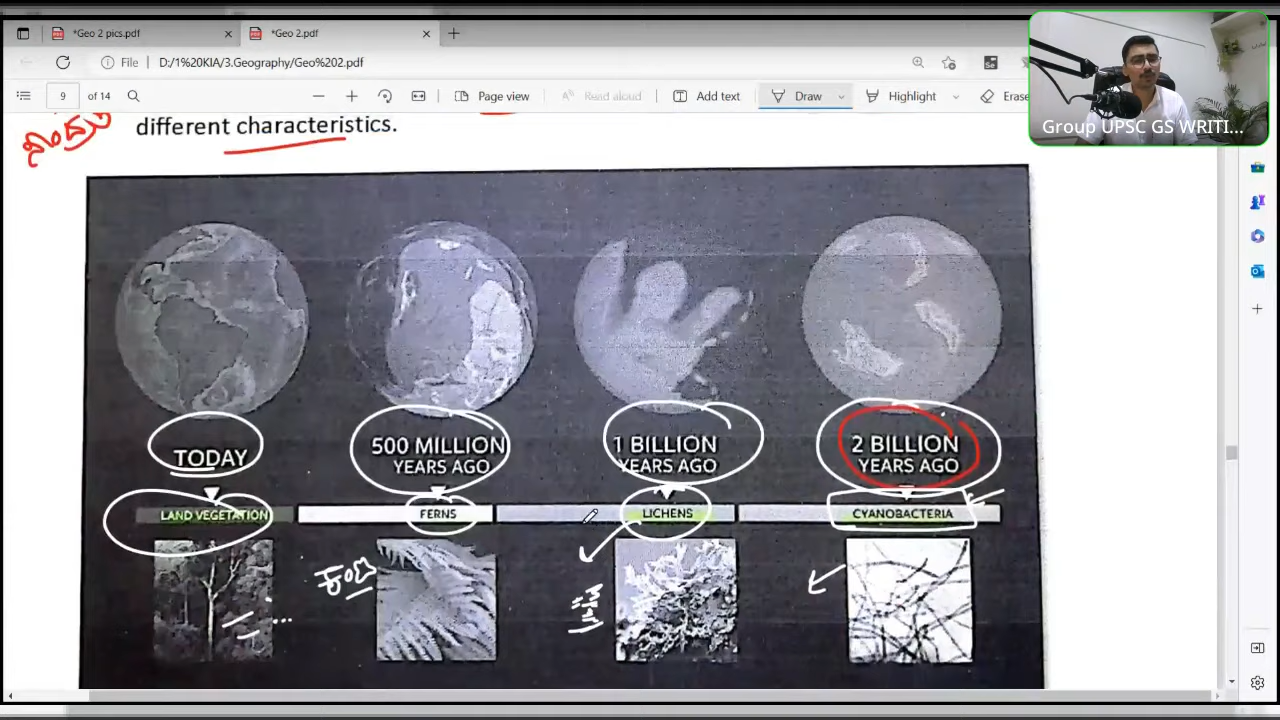 *Geo 2 pics.pdf
*Geo 2.pdf
File D:/1%20KIA/3.Geography/Geo%202.pdf
9 of 14
Page view
Read aloud
Add text
Draw
Highlight
Erase
Group UPSC GS WRITI...
different characteristics.
TODAY
500 MILLION
YEARS AGO
1 BILLION
YEARS AGO
2 BILLION
YEARS AGO
LAND VEGETATION
FERNS
LICHENS
CYANOBACTERIA